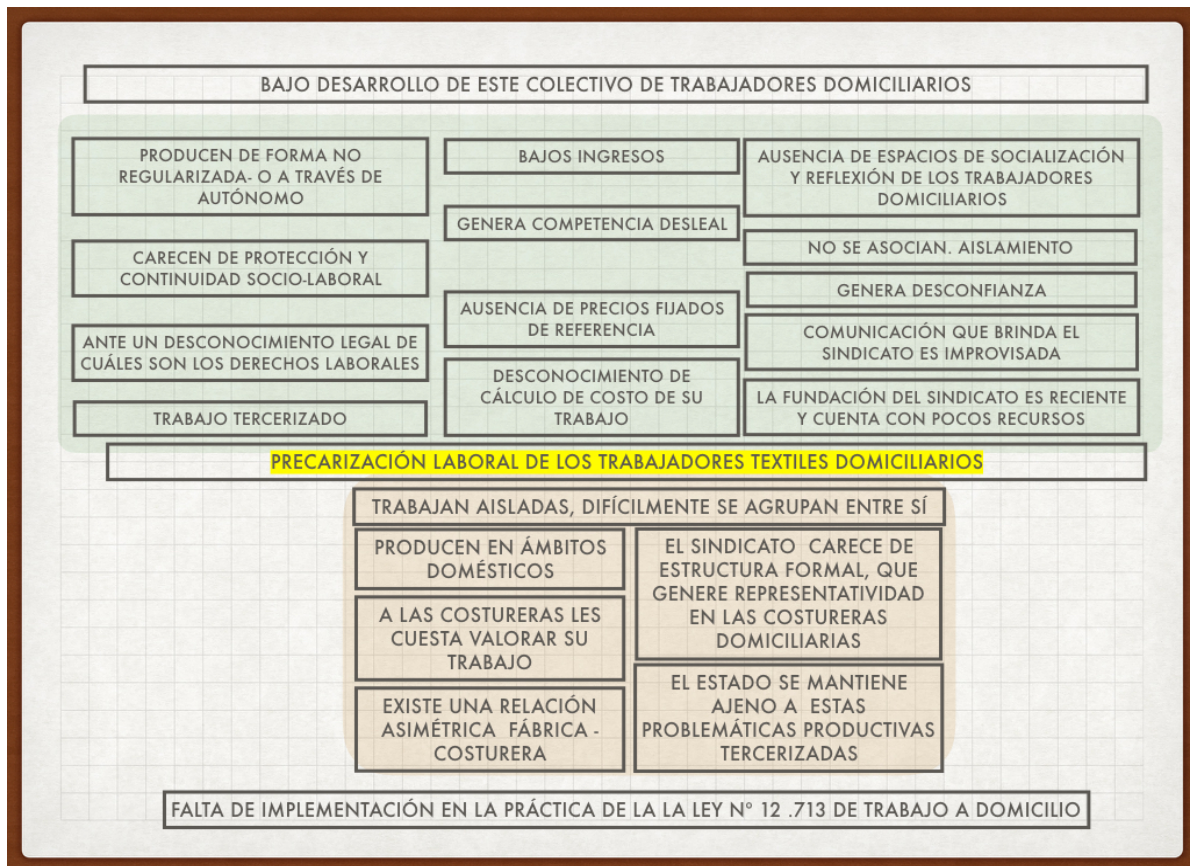 BAJO DESARROLLO DE ESTE COLECTIVO DE TRABAJADORES DOMICILIARIOS
PRODUCEN DE FORMA NO
REGULARIZADA- O A TRAVÉS DE
AUTÓNOMO
CARECEN DE PROTECCIÓN Y
CONTINUIDAD SOCIO-LABORAL
ANTE UN DESCONOCIMIENTO LEGAL DE
CUÁLES SON LOS DERECHOS LABORALES
TRABAJO TERCERIZADO
BAJOS INGRESOS
GENERA COMPETENCIA DESLEAL
AUSENCIA DE PRECIOS FIJADOS
DE REFERENCIA
DESCONOCIMIENTO DE
CÁLCULO DE COSTO DE SU
TRABAJO
AUSENCIA DE ESPACIOS DE SOCIALIZACIÓN
Y REFLEXIÓN DE LOS TRABAJADORES
DOMICILIARIOS
NO SE ASOCIAN. AISLAMIENTO
GENERA DESCONFIANZA
COMUNICACIÓN QUE BRINDA EL
SINDICATO ES IMPROVISADA
LA FUNDACIÓN DEL SINDICATO ES RECIENTE
Y CUENTA CON POCOS RECURSOS
PRECARIZACIÓN LABORAL DE LOS TRABAJADORES TEXTILES DOMICILIARIOS
TRABAJAN AISLADAS, DIFÍCILMENTE SE AGRUPAN ENTRE SÍ
PRODUCEN EN ÁMBITOS
DOMÉSTICOS
A LAS COSTURERAS LES
CUESTA VALORAR SU
TRABAJO
EXISTE UNA RELACIÓN
ASIMÉTRICA FÁBRICA -
COSTURERA
EL SINDICATO CARECE DE
ESTRUCTURA FORMAL, QUE
GENERE REPRESENTATIVIDAD
EN LAS COSTURERAS
DOMICILIARIAS
EL ESTADO SE MANTIENE
AJENO A ESTAS
PROBLEMÁTICAS PRODUCTIVAS
TERCERIZADAS
FALTA DE IMPLEMENTACIÓN EN LA PRÁCTICA DE LA LA LEY Nº 12 .713 DE TRABAJO A DOMICILIO